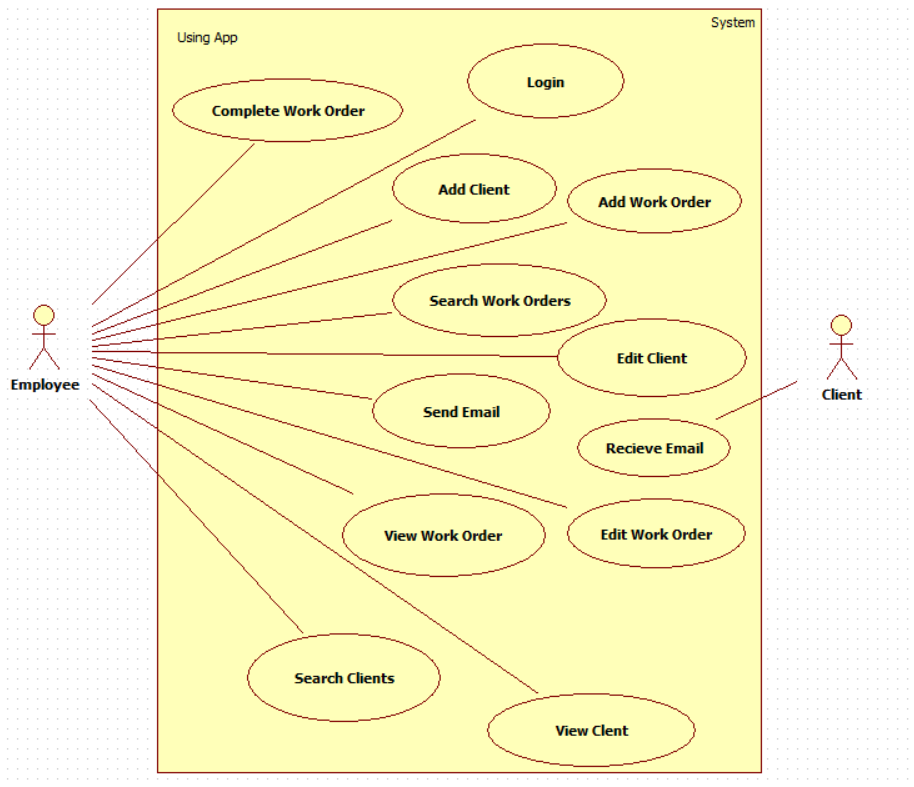 System
Using App
Login
Complete Work Order
Add Client
Add Work Order
Search Work Orders
Edit Client
Employee
Client
Send Email
Recieve Email
View Work Order
Edit Work Order
Search Clients
View Clent